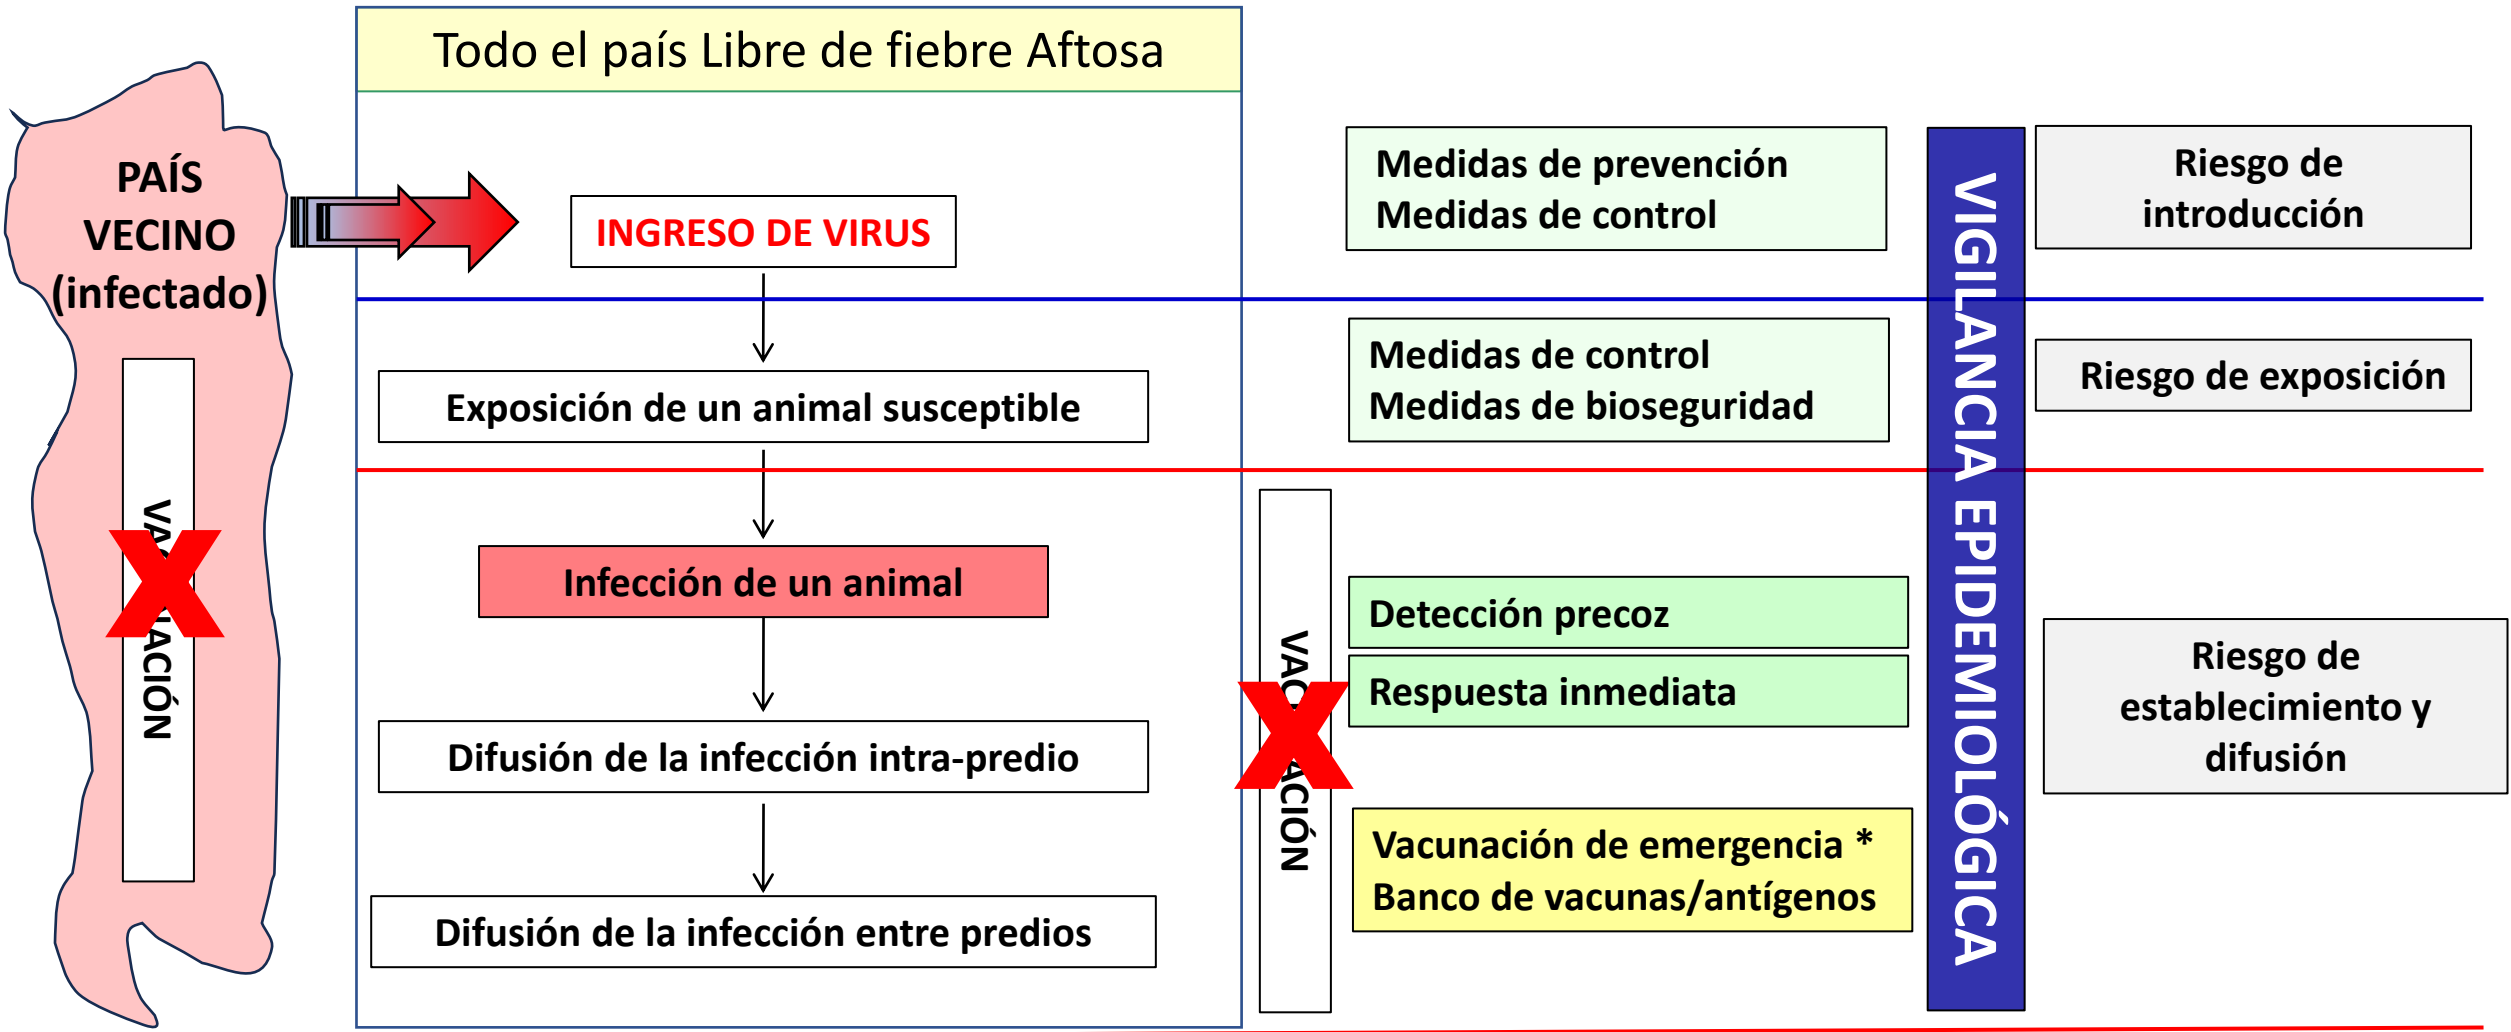 Todo el país Libre de fiebre Aftosa
PAÍS
VECINO
(infectado)
VACUNACIÓN
X
INGRESO DE VIRUS
Exposición de un animal susceptible
Infección de un animal
Difusión de la infección intra-predio
Difusión de la infección entre predios
VACUNACIÓN
X
Medidas de prevención
Medidas de control
Medidas de control
Medidas de bioseguridad
Detección precoz
Respuesta inmediata
Vacunación de emergencia *
Banco de vacunas/antígenos
VIGILANCIA EPIDEMIOLÓGICA
Riesgo de
introducción
Riesgo de exposición
Riesgo de
establecimiento y
difusión